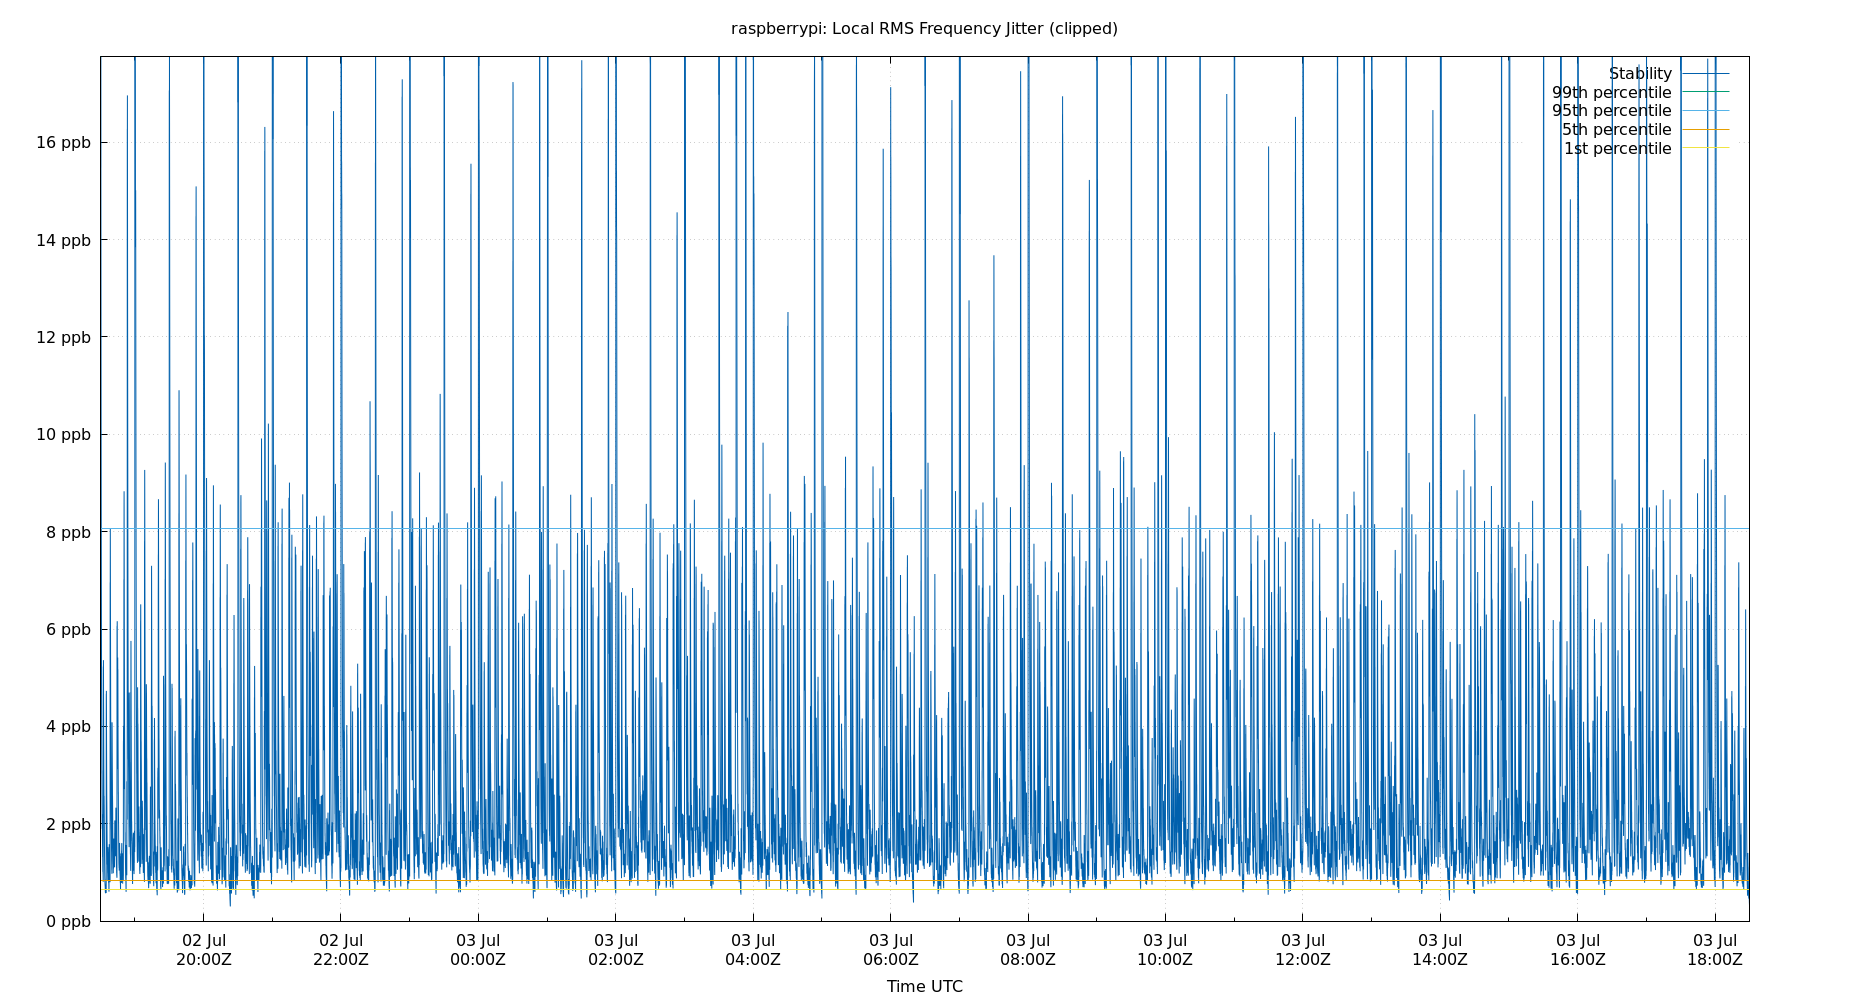 raspberrypi: Local RMS Frequency Jitter (clipped)
Stability
99th percentile
95th percentile
5th percentile
1st percentile
16 ppb
14 ppb
12 ppb
10 ppb
8 ppb
6 ppb
4 ppb
2 ppb
0 ppb
02 Jul 02 Jul 03 Jul 03 Jul 03 Jul 03 Jul 03 Jul 03 Jul 03 Jul 03 Jul 03 Jul 03 Jul
20:00Z 22:00Z 00:00Z 02:00Z 04:00Z 06:00Z 08:00Z 10:00Z 12:00Z 14:00Z 16:00Z 18:00Z
Time UTC